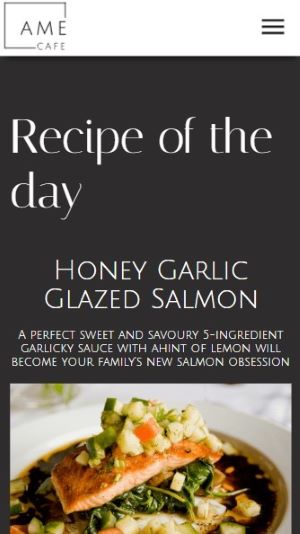 AME
CAFE
Recipe of the
day
Honey Garlic
Glazed Salmon
A perfect sweet and savoury 5-ingredient
garlicky sauce with ahint of lemon will
become your family's new salmon obsession